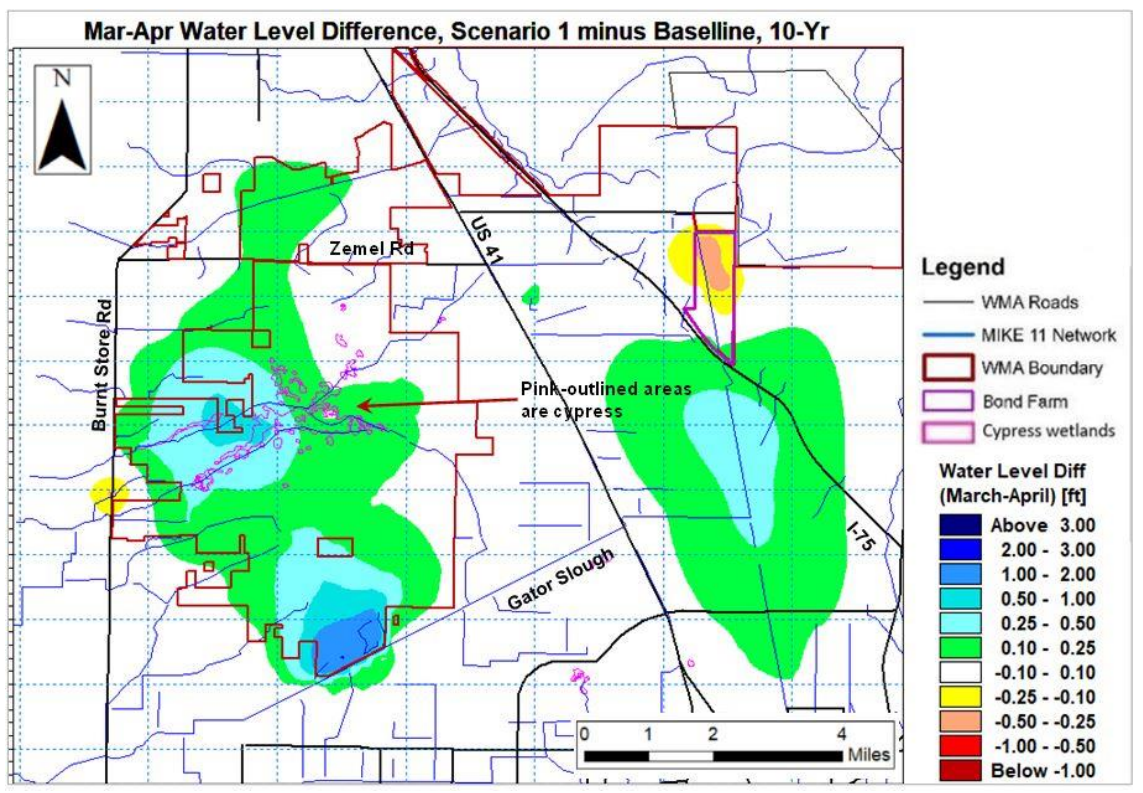 Mar-Apr Water Level Difference, Scenario 1 minus Baselline, 10-Yr
N
US 41
Zemel Rd
Burnt Store Rd
Pink-outlined areas
are cypress
I-75
Gator Slough
0 1 2 4
Miles
Legend
WMA Roads
MIKE 11 Network
WMA Boundary
Bond Farm
Cypress wetlands
Water Level Diff
(March-April) [ft]
Above 3.00
2.00 - 3.00
1.00 - 2.00
0.50 - 1.00
0.25 - 0.50
0.10 - 0.25
-0.10 - 0.10
-0.25 - -0.10
-0.50 - -0.25
-1.00 - -0.50
Below -1.00